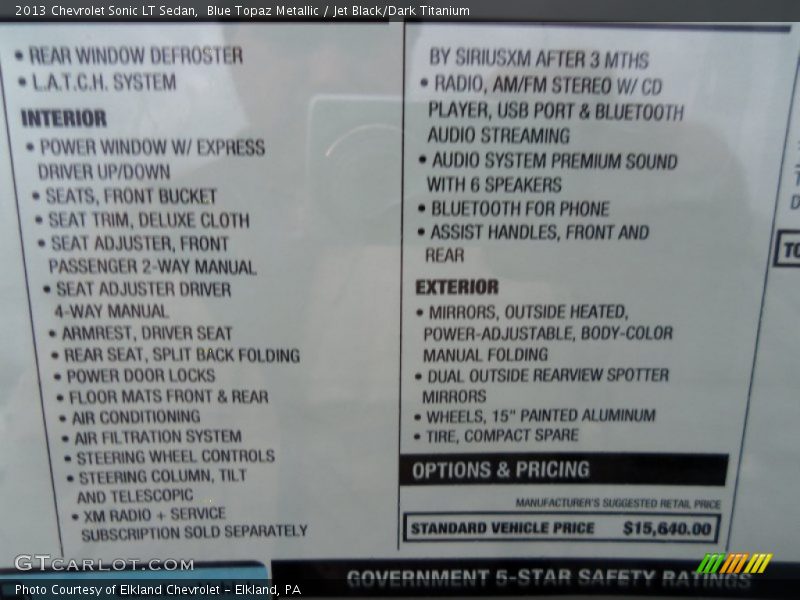 2013 Chevrolet Sonic LT Sedan, Blue Topaz Metallic / Jet Black/Dark Titanium
• REAR WINDOW DEFROSTER
• L.A.T.C.H. SYSTEM
INTERIOR
• POWER WINDOW W/ EXPRESS
DRIVER UP/DOWN
• SEATS, FRONT BUCKET
• SEAT TRIM, DELUXE CLOTH
• SEAT ADJUSTER, FRONT
PASSENGER 2-WAY MANUAL
• SEAT ADJUSTER DRIVER
4-WAY MANUAL
• ARMREST, DRIVER SEAT
• REAR SEAT, SPLIT BACK FOLDING
• POWER DOOR LOCKS
• FLOOR MATS FRONT & REAR
• AIR CONDITIONING
• AIR FILTRATION SYSTEM
• STEERING WHEEL CONTROLS
• STEERING COLUMN, TILT
AND TELESCOPIC
• XM RADIO + SERVICE
SUBSCRIPTION SOLD SEPARATELY
BY SIRIUSXM AFTER 3 MTHS
• RADIO, AM/FM STEREO W/ CD
PLAYER, USB PORT & BLUETOOTH
AUDIO STREAMING
• AUDIO SYSTEM PREMIUM SOUND
WITH 6 SPEAKERS
• BLUETOOTH FOR PHONE
• ASSIST HANDLES, FRONT AND
REAR
EXTERIOR
• MIRRORS, OUTSIDE HEATED,
POWER-ADJUSTABLE, BODY-COLOR
MANUAL FOLDING
• DUAL OUTSIDE REARVIEW SPOTTER
MIRRORS
• WHEELS, 15" PAINTED ALUMINUM
• TIRE, COMPACT SPARE
OPTIONS & PRICING
MANUFACTURER'S SUGGESTED RETAIL PRICE
STANDARD VEHICLE PRICE $15,640.00
GOVERNMENT 5-STAR SAFETY RATINGS
GTCARLOT.COM
Photo Courtesy of Elkland Chevrolet - Elkland, PA